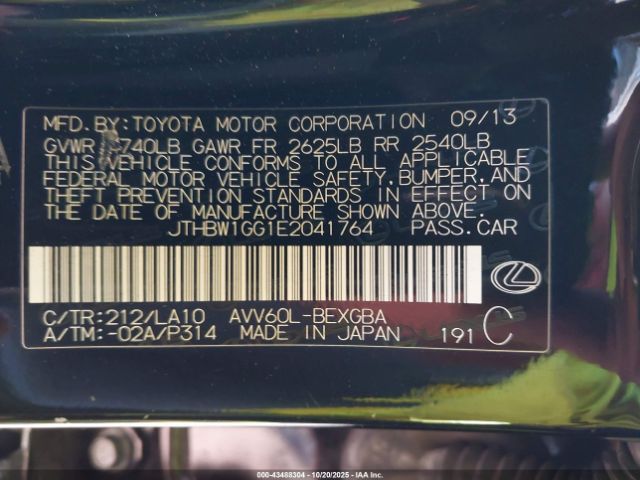 MFD. BY: TOYOTA MOTOR CORPORATION 09/13
GVWR 740LB GAWR FR 2625LB RR 2540LB
THIS VEHICLE CONFORMS TO ALL APPLICABLE
FEDERAL MOTOR VEHICLE SAFETY, BUMPER, AND
THEFT PREVENTION STANDARDS IN EFFECT ON
THE DATE OF MANUFACTURE SHOWN ABOVE.
JTHBW1GG1E2041764 PASS. CAR
C/TR: 212/LA10 AVV60L-BEXGBA
A/TM: -02A/P314 MADE IN JAPAN 191 C
000-43488304 | 10/20/2025 | IAA Inc.